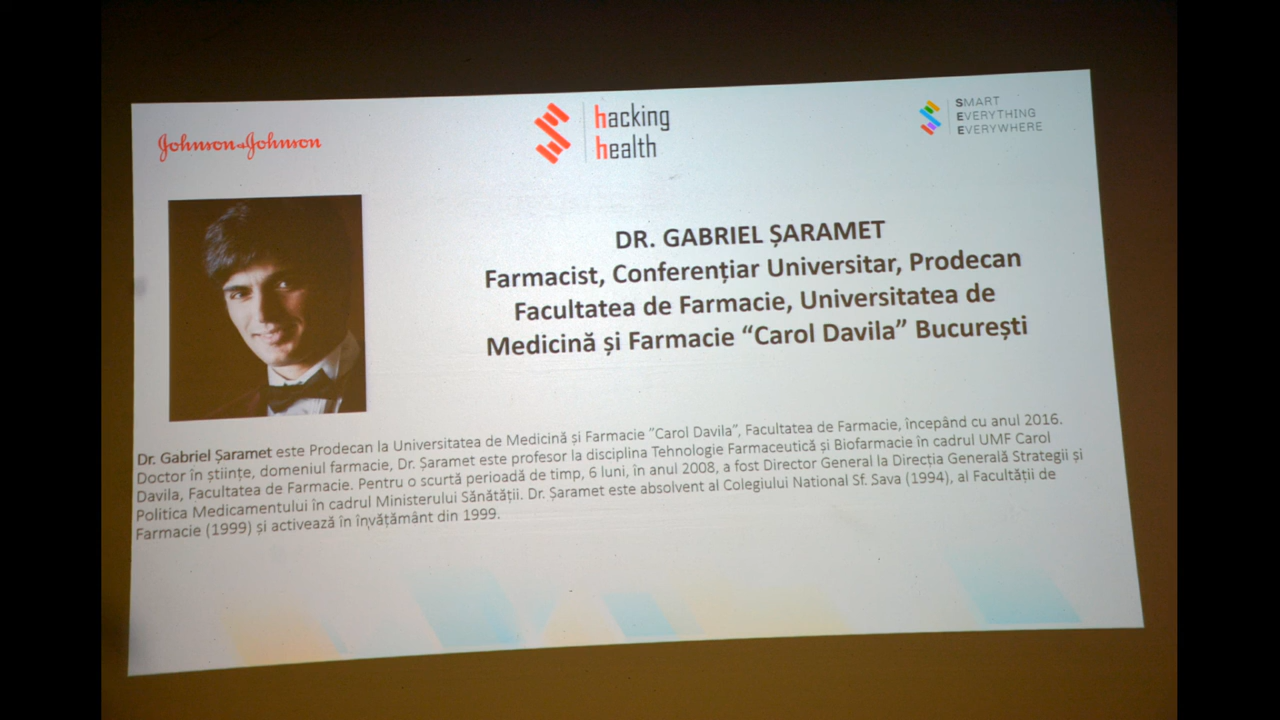 Johnson&Johnson
hacking
health
SMART
EVERYTHING
EVERYWHERE
DR. GABRIEL ȘARAMET
Farmacist, Conferențiar Universitar, Prodecan
Facultatea de Farmacie, Universitatea de
Medicină și Farmacie “Carol Davila” București
Dr. Gabriel Șaramet este Prodecan la Universitatea de Medicină și Farmacie ”Carol Davila”, Facultatea de Farmacie, începând cu anul 2016.
Doctor în științe, domeniul farmacie, Dr. Șaramet este profesor la disciplina Tehnologie Farmaceutică și Biofarmacie în cadrul UMF Carol
Davila, Facultatea de Farmacie. Pentru o scurtă perioadă de timp, 6 luni, în anul 2008, a fost Director General la Direcția Generală Strategii și
Politica Medicamentului în cadrul Ministerului Sănătății. Dr. Șaramet este absolvent al Colegiului National Sf. Sava (1994), al Facultății de
Farmacie (1999) și activează în învățământ din 1999.